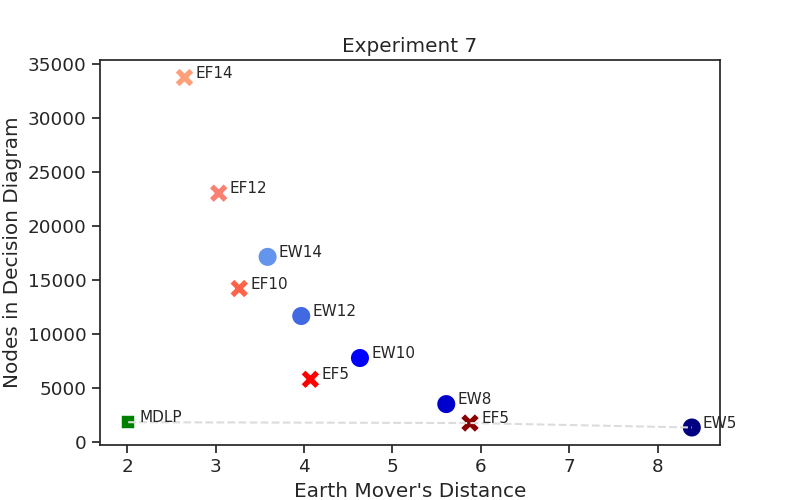 Experiment 7
Nodes in Decision Diagram
35000
30000
25000
20000
15000
10000
5000
0
EF14
EF12
EW14
EF10
EW12
EW10
EF5
EW8
MDLP
EF5
EW5
2
3
4
5
6
7
8
Earth Mover's Distance